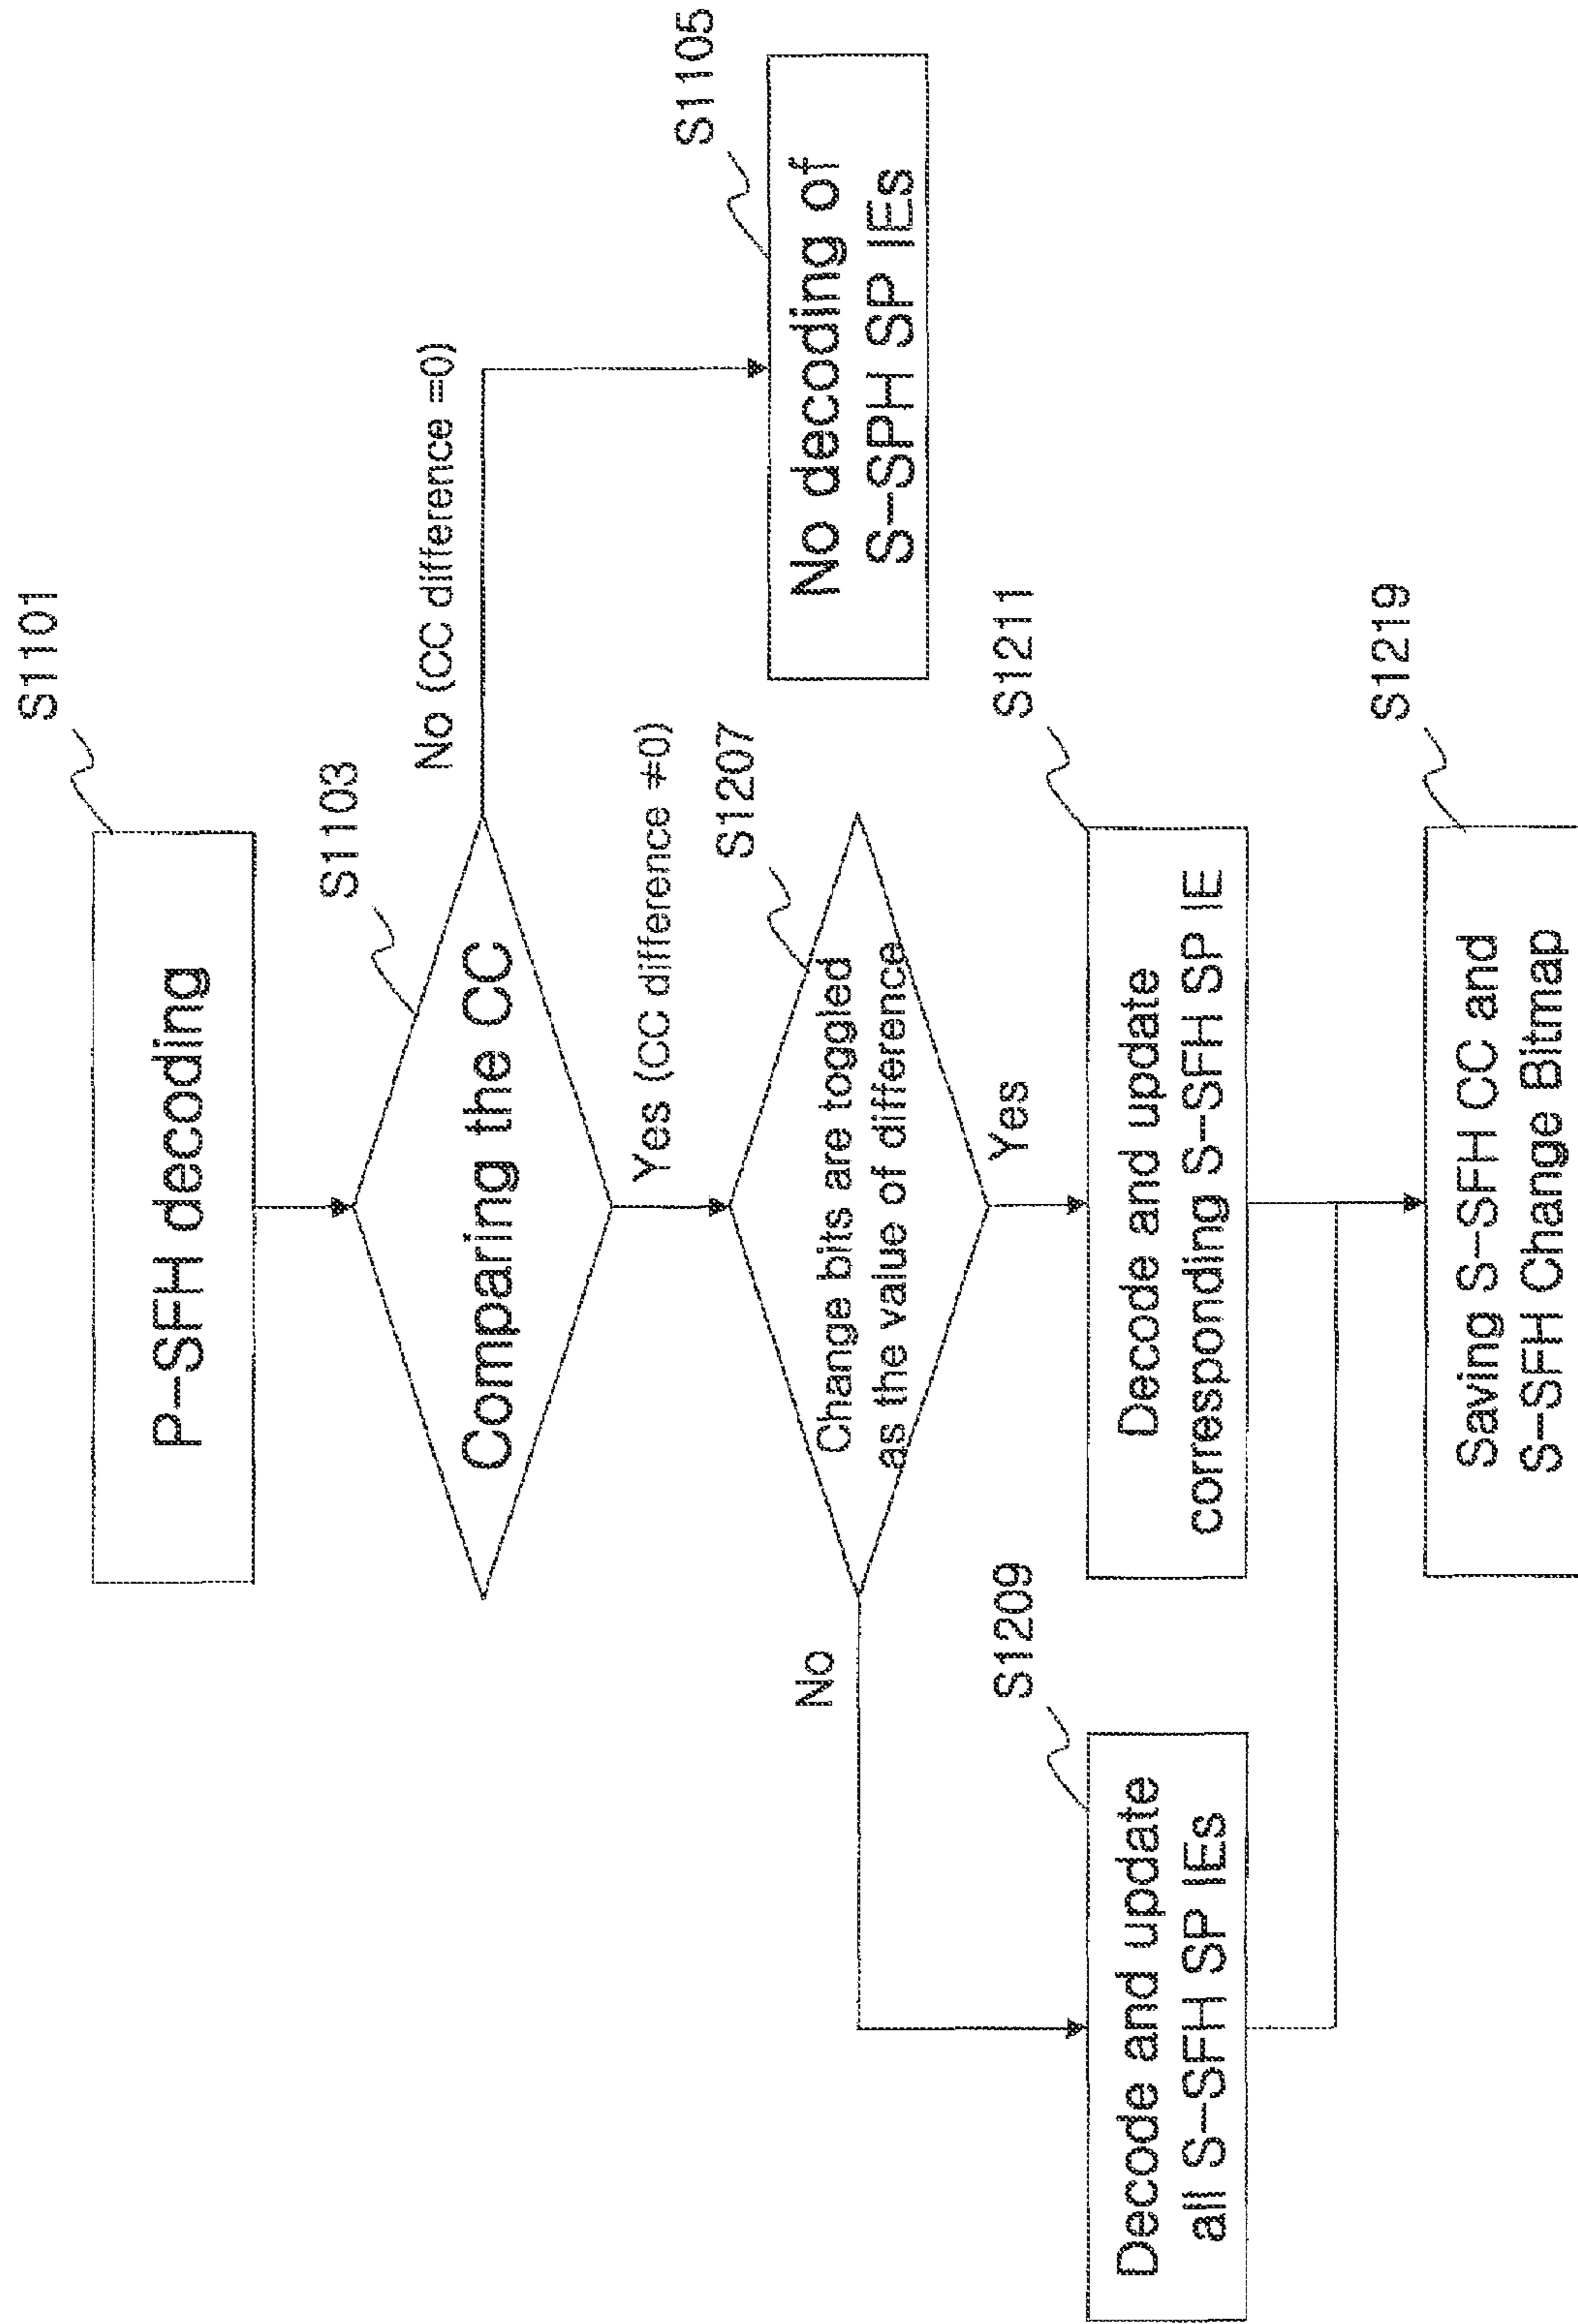 S1101
P-SFH decoding
S1103
Comparing the CC
No (CC difference =0)
S1105
No decoding of
S-SPH SP IEs
Yes (CC difference ≠0)
S1207
Change bits are toggled
as the value of difference
No
Yes
S1209
Decode and update
all S-SFH SP IEs
S1211
Decode and update
corresponding S-SFH SP IE
S1219
Saving S-SFH CC and
S-SFH Change Bitmap